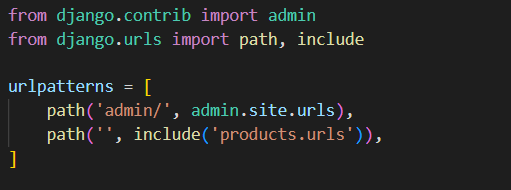 from django.contrib import admin
from django.urls import path, include
urlpatterns = [
    path('admin/', admin.site.urls),
    path('', include('products.urls')),
]